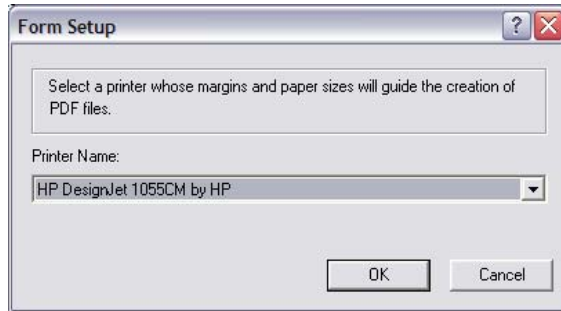 Form Setup
Select a printer whose margins and paper sizes will guide the creation of
PDF files.
Printer Name:
HP DesignJet 1055CM by HP
OK
Cancel